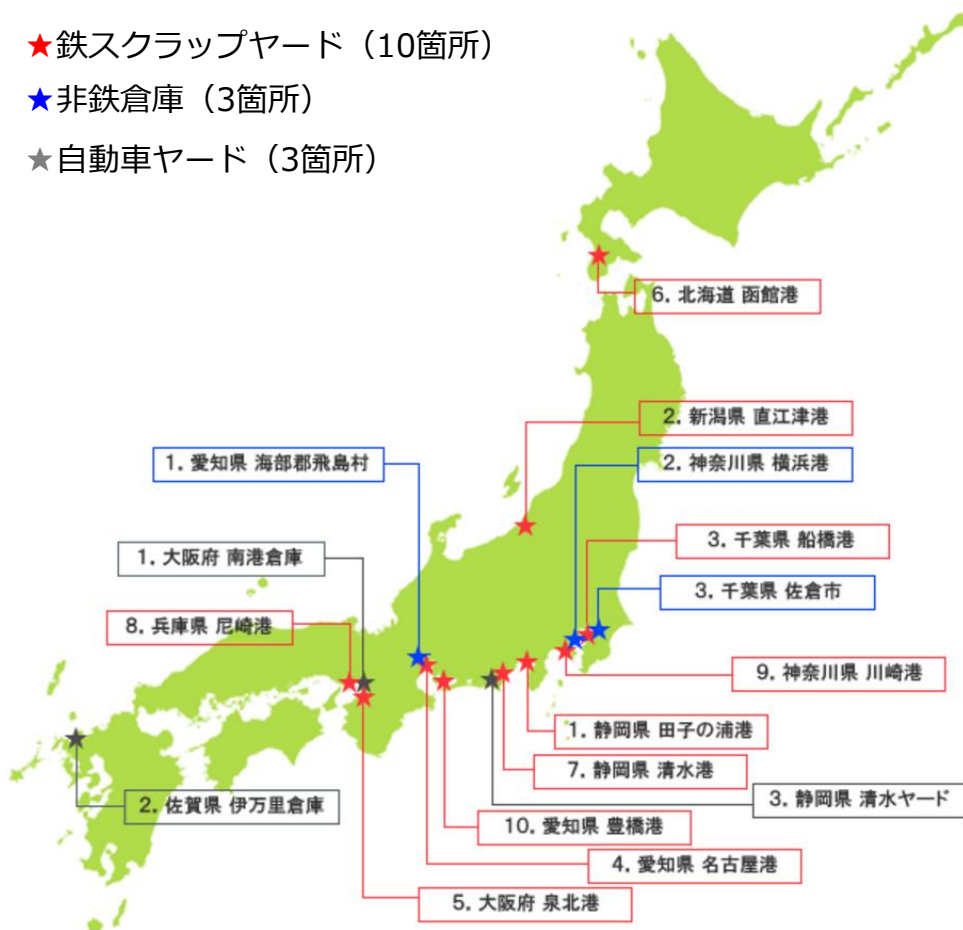 ★鉄スクラップヤード（10箇所）
★非鉄倉庫（3箇所）
★自動車ヤード（3箇所）
6. 北海道 函館港
2. 新潟県 直江津港
1. 愛知県 海部郡飛島村
2. 神奈川県 横浜港
3. 千葉県 船橋港
1. 大阪府 南港倉庫
3. 千葉県 佐倉市
8. 兵庫県 尼崎港
9. 神奈川県 川崎港
1. 静岡県 田子の浦港
7. 静岡県 清水港
2. 佐賀県 伊万里倉庫
3. 静岡県 清水ヤード
10. 愛知県 豊橋港
4. 愛知県 名古屋港
5. 大阪府 泉北港